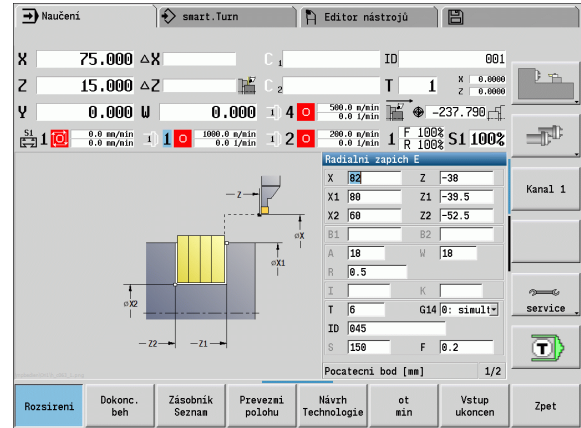 Naučení
smart.Turn
Editor nástrojů
X 75.000 △X C 1 ID 001
Z 15.000 △Z C 2 T 1 X 0.0000
Z 0.0000
Y 0.000 W 0.000 4 0 500.0 m/min
0.0 1/min -237.790
S1 1 0.0 mm/min
0.0 mm/min 1 0 1000.0 m/min
0.0 1/min 2 0 200.0 m/min
0.0 1/min 1 F 100%
R 100% S1 100%
Radialni zapich E
X 82 Z -38
X1 80 Z1 -39.5
X2 60 Z2 -52.5
B1 B2
A 18 W 18
R 0.5
I K
T 6 G14 0: simult
ID 045
S 150 F 0.2
Pocatecni bod [mm] 1/2
Z
øX
øX1
øX2
Z2
Z1
Kanal 1
service
T
Rozsireni
Dokonc.
beh
Zásobník
Seznam
Prevezmi
polohu
Návrh
Technologie
ot
min
Vstup
ukoncen
Zpet